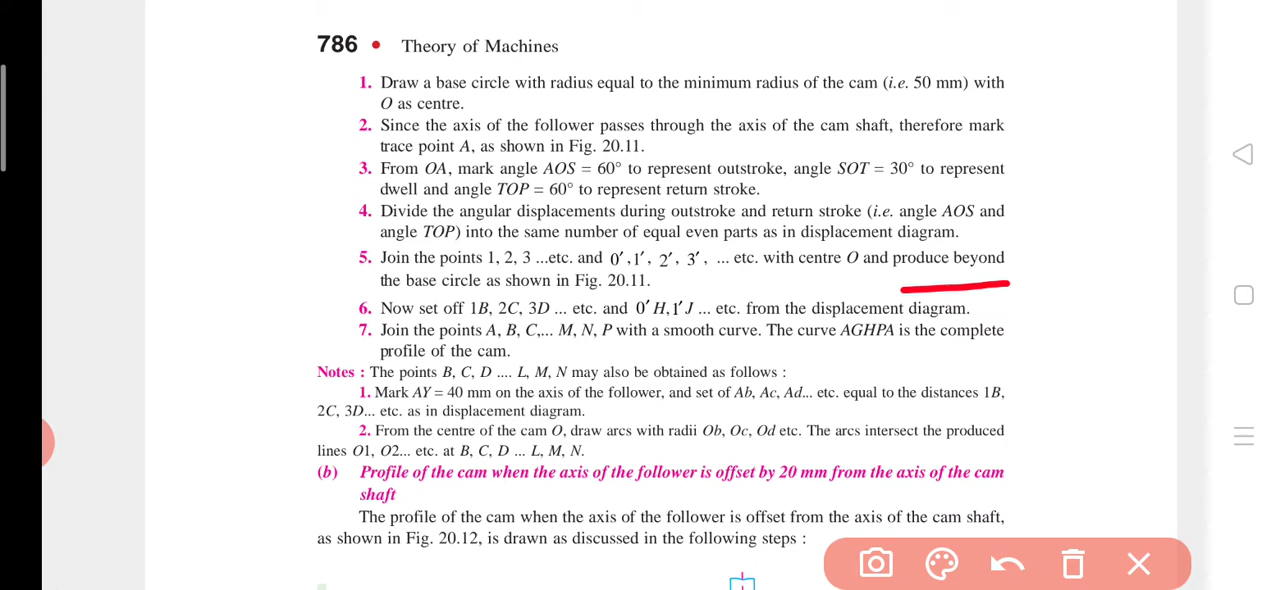 786 • Theory of Machines
1. Draw a base circle with radius equal to the minimum radius of the cam (i.e. 50 mm) with
O as centre.
2. Since the axis of the follower passes through the axis of the cam shaft, therefore mark
trace point A, as shown in Fig. 20.11.
3. From OA, mark angle AOS = 60° to represent outstroke, angle SOT = 30° to represent
dwell and angle TOP = 60° to represent return stroke.
4. Divide the angular displacements during outstroke and return stroke (i.e. angle AOS and
angle TOP) into the same number of equal even parts as in displacement diagram.
5. Join the points 1, 2, 3 ...etc. and 0′,1′, 2′, 3′, ... etc. with centre O and produce beyond
the base circle as shown in Fig. 20.11.
6. Now set off 1B, 2C, 3D ... etc. and 0′ H,1′ J ... etc. from the displacement diagram.
7. Join the points A, B, C,... M, N, P with a smooth curve. The curve AGHPA is the complete
profile of the cam.
Notes : The points B, C, D .... L, M, N may also be obtained as follows :
1. Mark AY = 40 mm on the axis of the follower, and set of Ab, Ac, Ad... etc. equal to the distances 1B,
2C, 3D... etc. as in displacement diagram.
2. From the centre of the cam O, draw arcs with radii Ob, Oc, Od etc. The arcs intersect the produced
lines O1, O2... etc. at B, C, D ... L, M, N.
(b) Profile of the cam when the axis of the follower is offset by 20 mm from the axis of the cam
shaft
The profile of the cam when the axis of the follower is offset from the axis of the cam shaft,
as shown in Fig. 20.12, is drawn as discussed in the following steps :